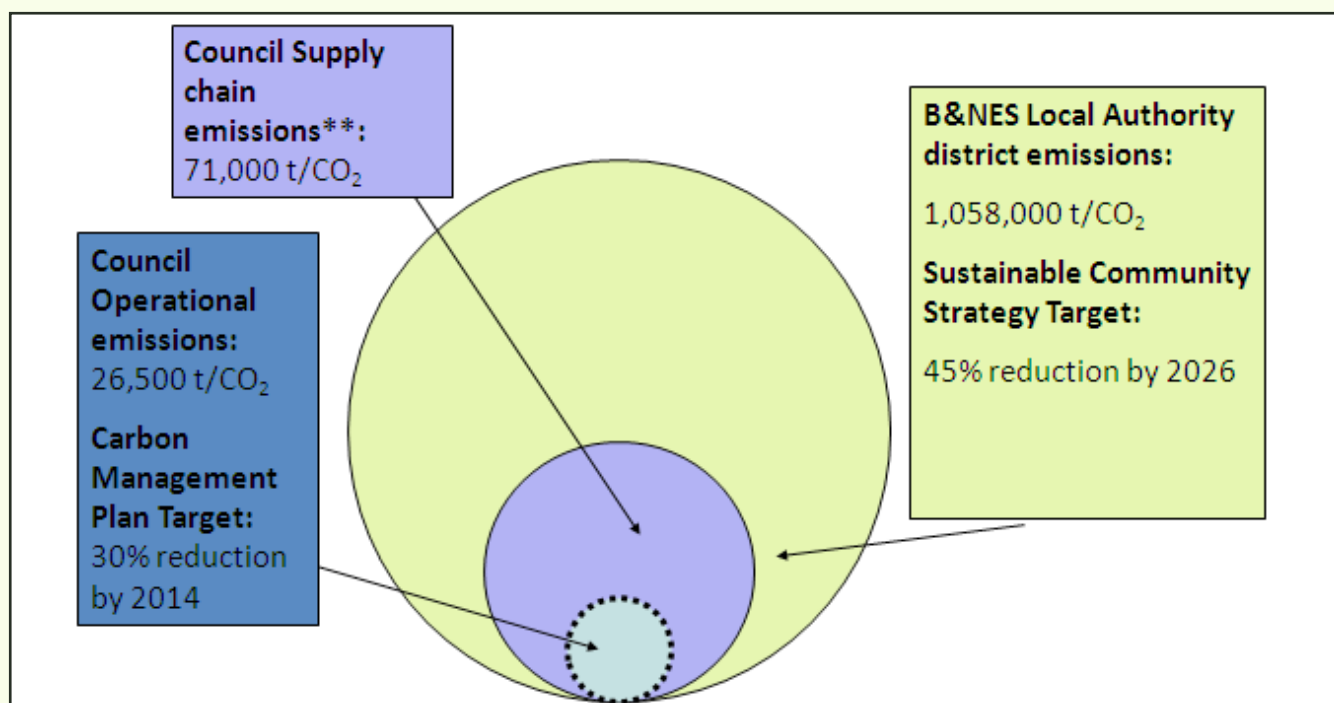 Council Supply
chain
emissions**:
71,000 t/CO₂
Council
Operational
emissions:
26,500 t/CO₂
Carbon
Management
Plan Target:
30% reduction
by 2014
B&NES Local Authority
district emissions:
1,058,000 t/CO₂
Sustainable Community
Strategy Target:
45% reduction by 2026